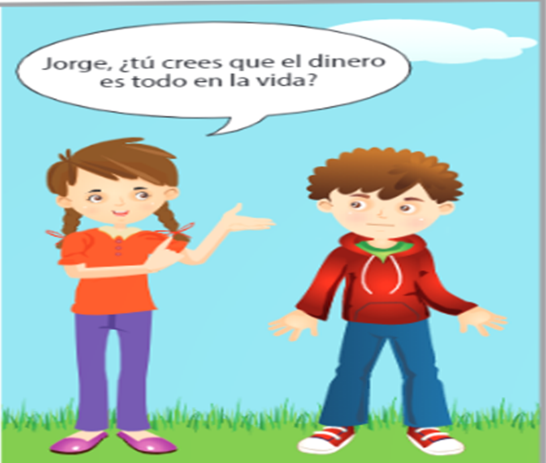 Jorge, ¿tú crees que el dinero
es todo en la vida?